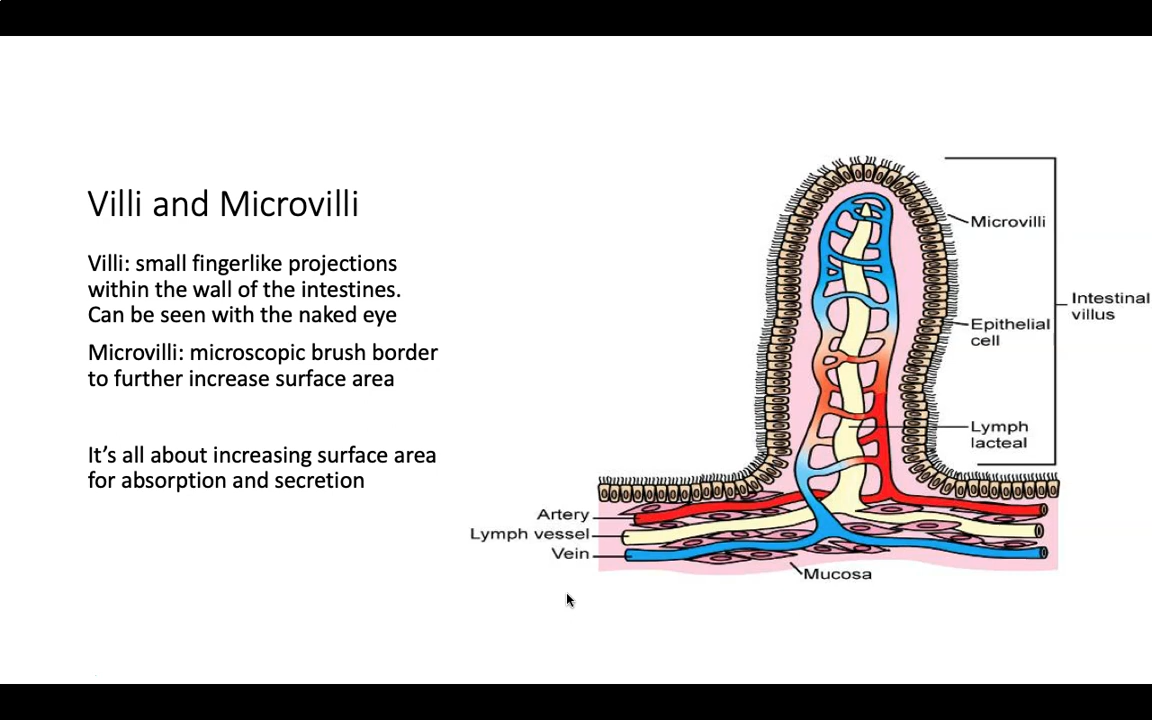 Villi and Microvilli
Villi: small fingerlike projections
within the wall of the intestines.
Can be seen with the naked eye
Microvilli: microscopic brush border
to further increase surface area
It’s all about increasing surface area
for absorption and secretion
Microvilli
Intestinal
villus
Epithelial
cell
Lymph
lacteal
Artery
Lymph vessel
Vein
Mucosa